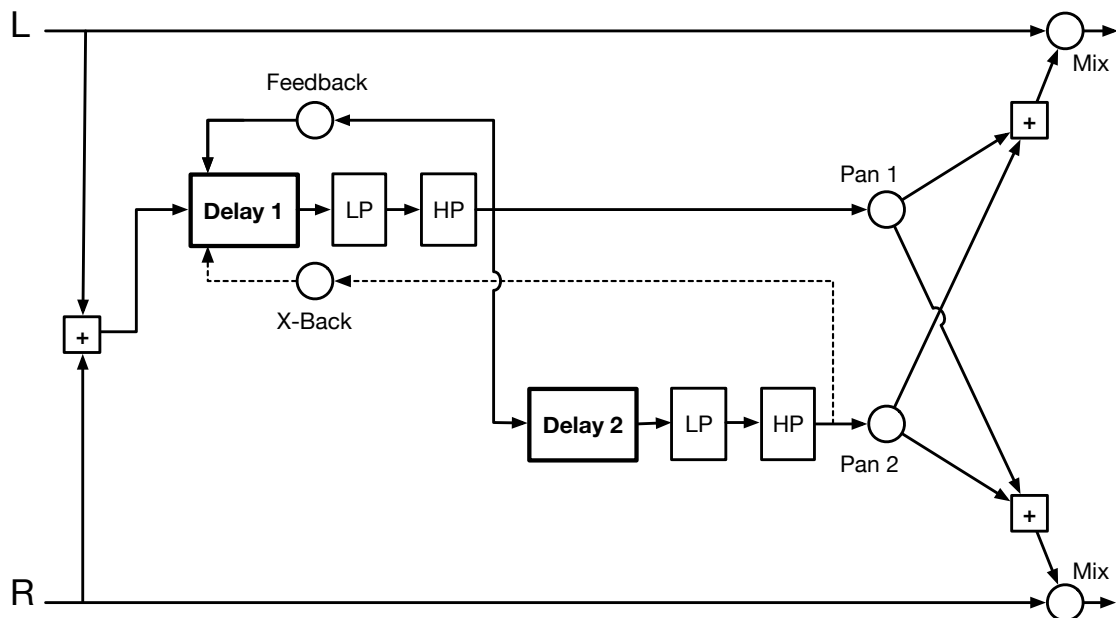 L
Mix
Feedback
+
Pan 1
Delay 1
LP
HP
X-Back
+
Delay 2
LP
HP
Pan 2
+
Mix
R